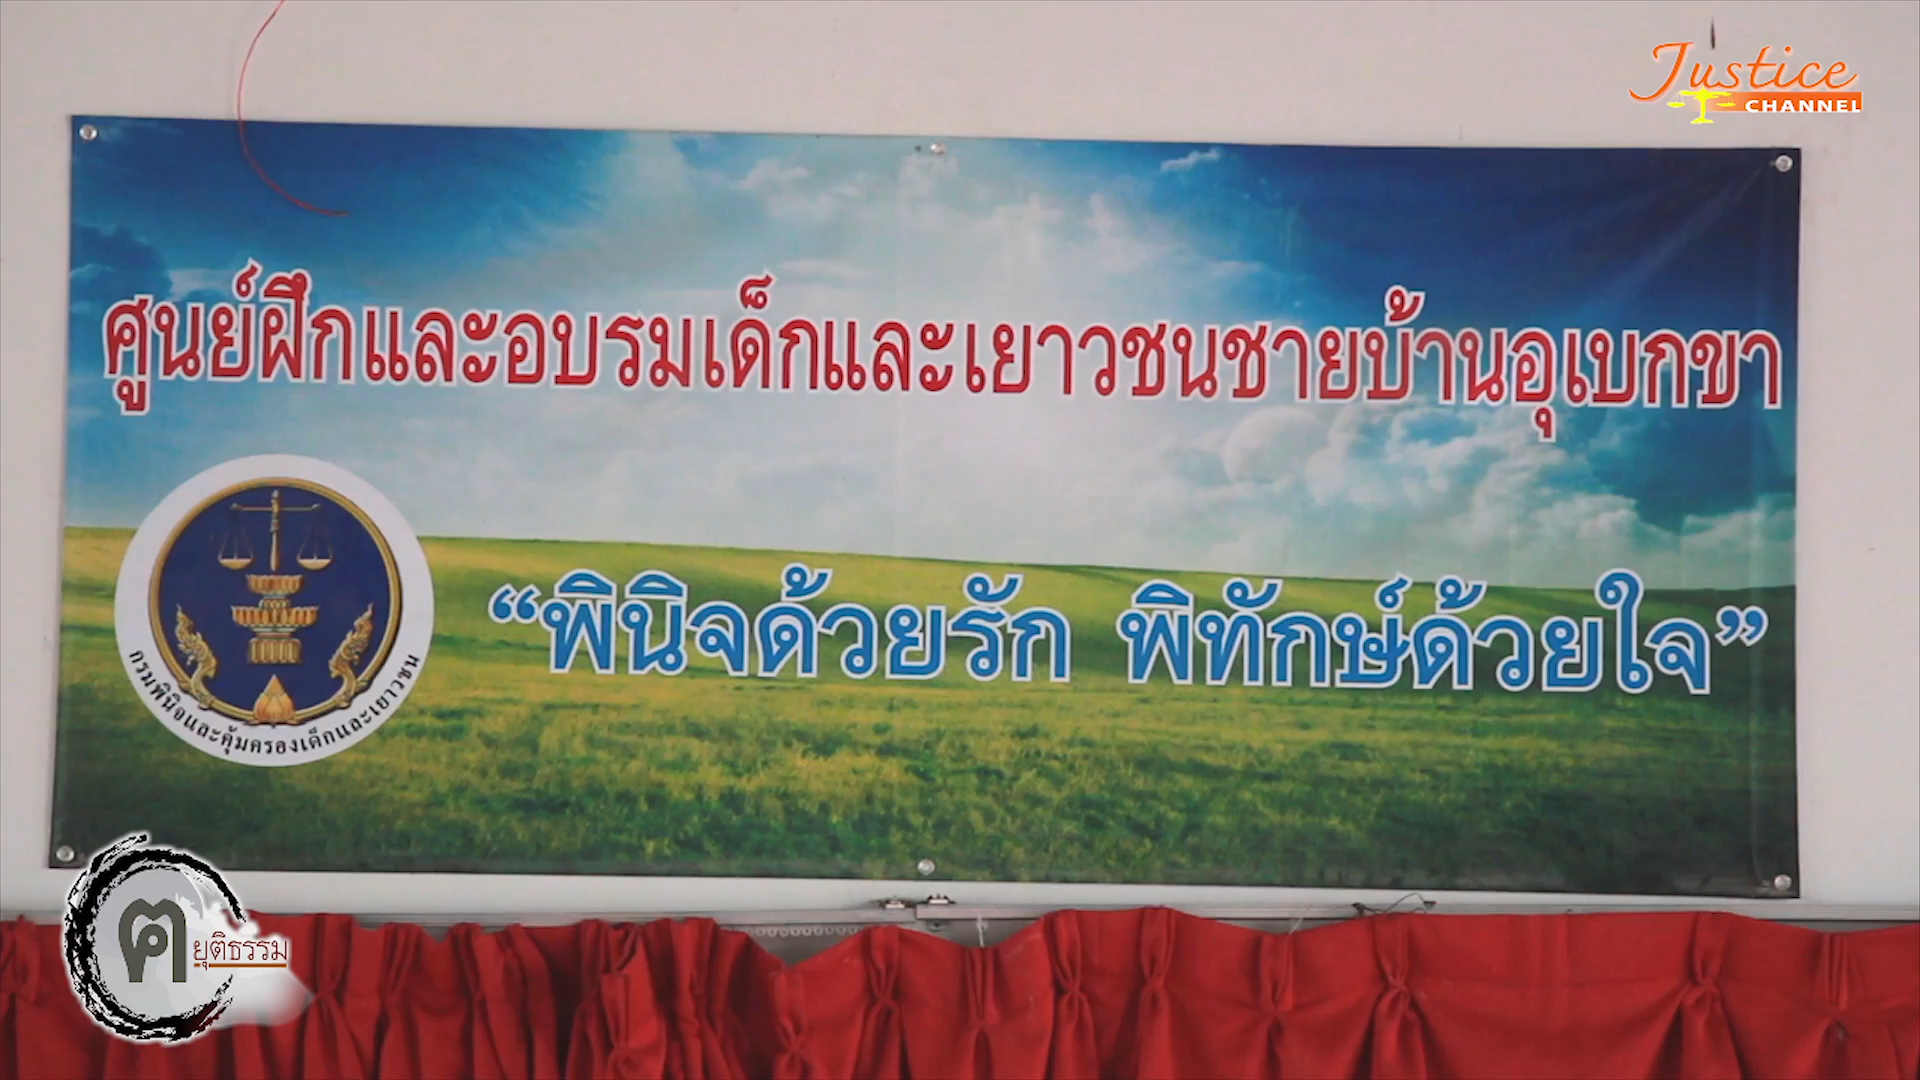 Justice
CHANNEL
ศูนย์ฝึกและอบรมเด็กและเยาวชนชายบ้านอุเบกขา
“พินิจด้วยรัก พิทักษ์ด้วยใจ”
กรมพินิจและคุ้มครองเด็กและเยาวชน
ฅ
ยุติธรรม